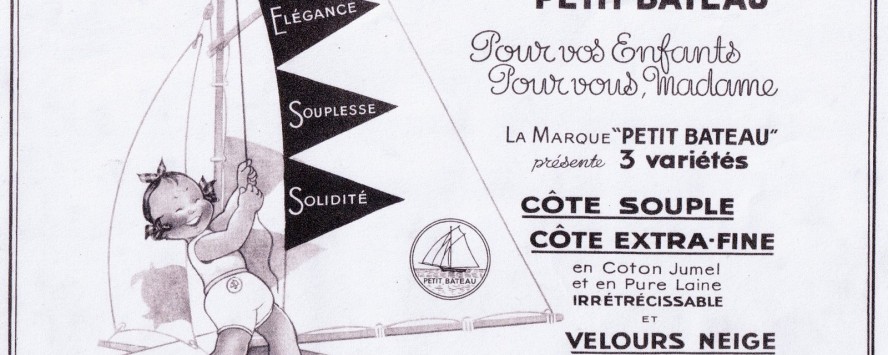 ÉLÉGANCE
SOUPLESSE
SOLIDITÉ
PETIT BATEAU
PETIT BATEAU
Pour vos Enfants
Pour vous, Madame
LA MARQUE "PETIT BATEAU"
présente 3 variétés
CÔTE SOUPLE
CÔTE EXTRA-FINE
en Coton Jumel
et en Pure Laine
IRRÉTRÉCISSABLE
ET
VELOURS NEIGE